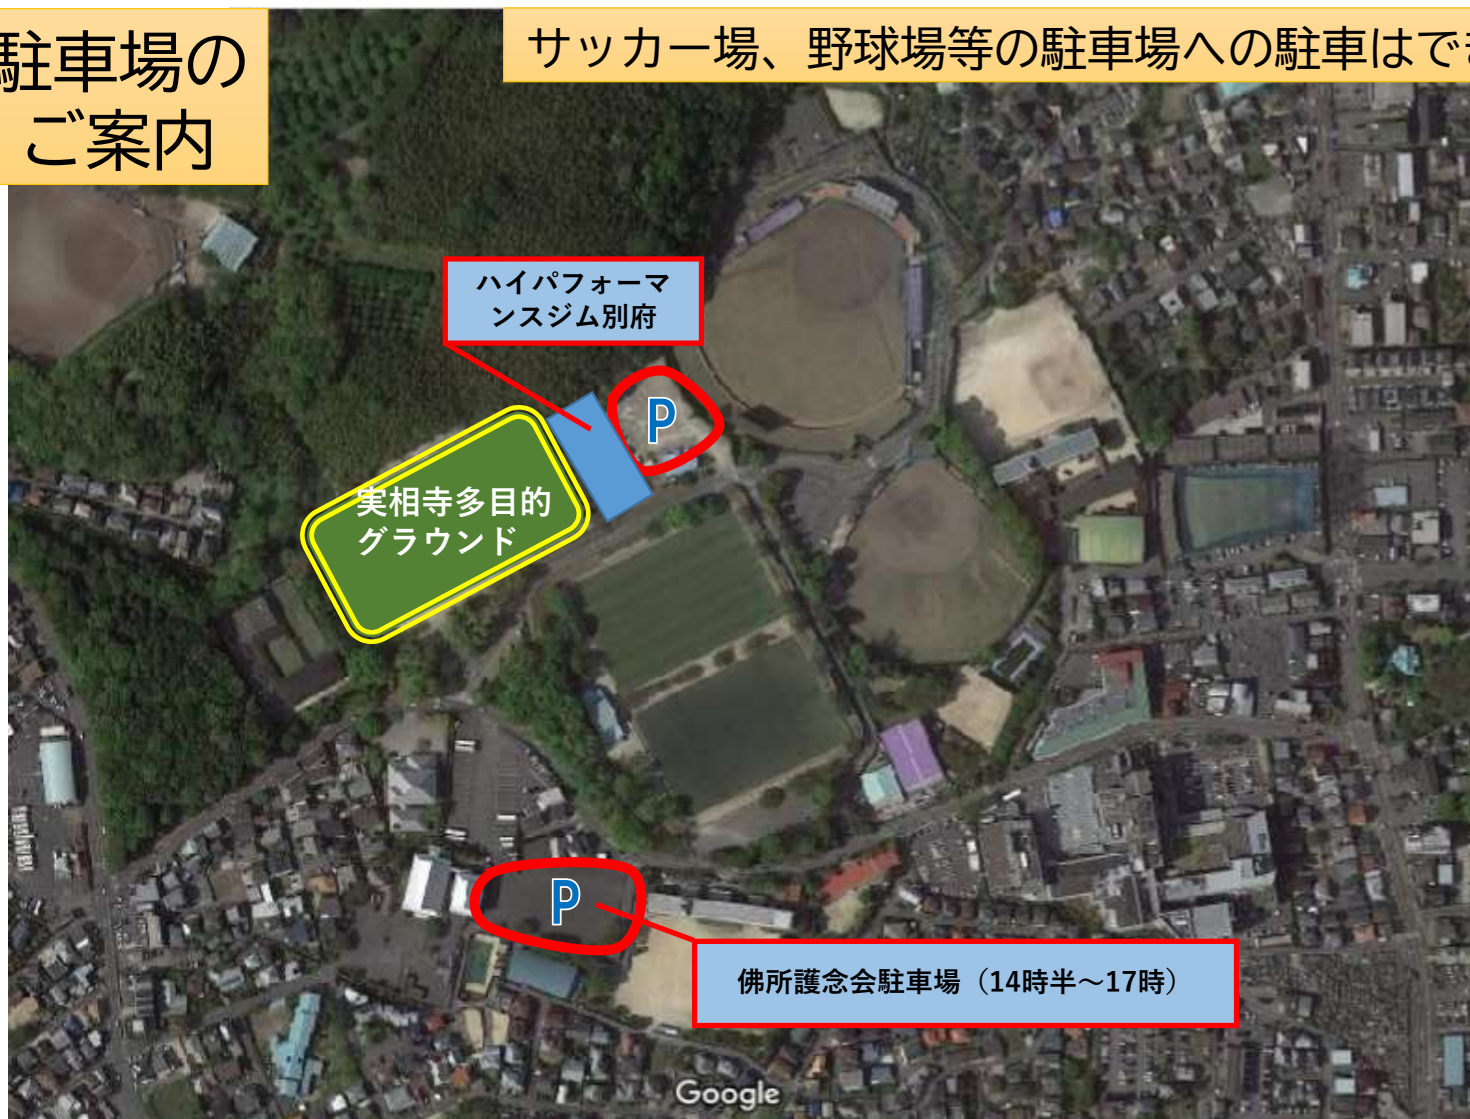 駐車場の
ご案内
サッカー場、野球場等の駐車場への駐車はでき
ハイパフォーマ
ンスジム別府
P
実相寺多目的
グラウンド
P
佛所護念会駐車場（14時半～17時）
Google